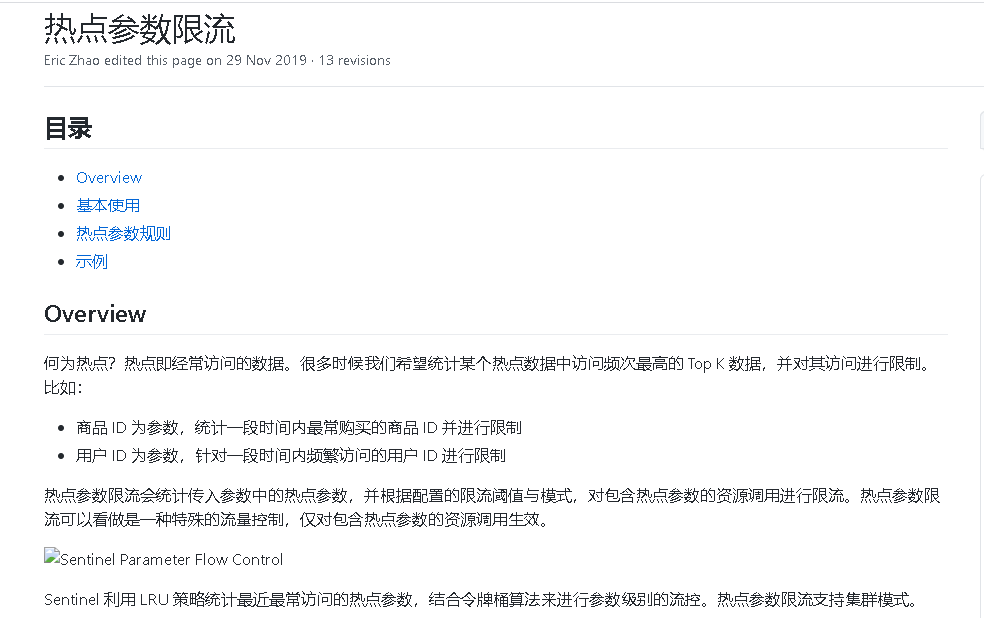 热点参数限流
Eric Zhao edited this page on 29 Nov 2019 · 13 revisions
目录
Overview
基本使用
热点参数规则
示例
Overview
何为热点？热点即经常访问的数据。很多时候我们希望统计某个热点数据中访问频次最高的 Top K 数据，并对其访问进行限制。
比如：
商品 ID 为参数，统计一段时间内最常购买的商品 ID 并进行限制
用户 ID 为参数，针对一段时间内频繁访问的用户 ID 进行限制
热点参数限流会统计传入参数中的热点参数，并根据配置的限流阈值与模式，对包含热点参数的资源调用进行限流。热点参数限
流可以看做是一种特殊的流量控制，仅对包含热点参数的资源调用生效。
Sentinel Parameter Flow Control
Sentinel 利用 LRU 策略统计最近最常访问的热点参数，结合令牌桶算法来进行参数级别的流控。热点参数限流支持集群模式。